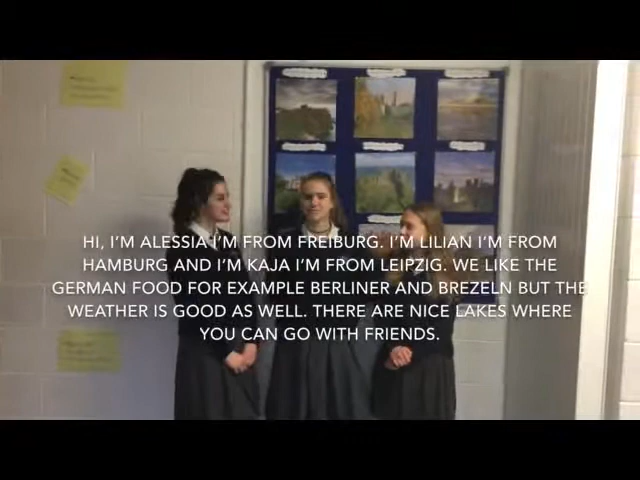 HI, I'M ALESSIA I'M FROM FREIBURG. I'M LILIAN I'M FROM
HAMBURG AND I'M KAJA I'M FROM LEIPZIG. WE LIKE THE
GERMAN FOOD FOR EXAMPLE BERLINER AND BREZELN BUT THE
WEATHER IS GOOD AS WELL. THERE ARE NICE LAKES WHERE
YOU CAN GO WITH FRIENDS.